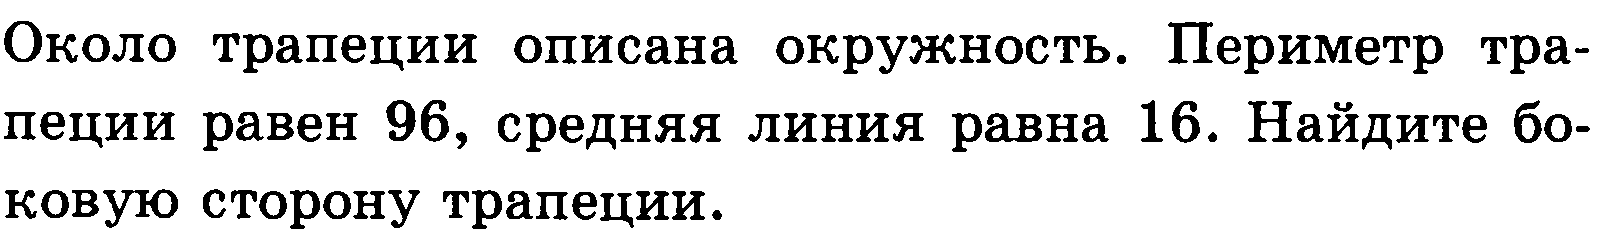 Около трапеции описана окружность. Периметр тра-
пеции равен 96, средняя линия равна 16. Найдите бо-
ковую сторону трапеции.